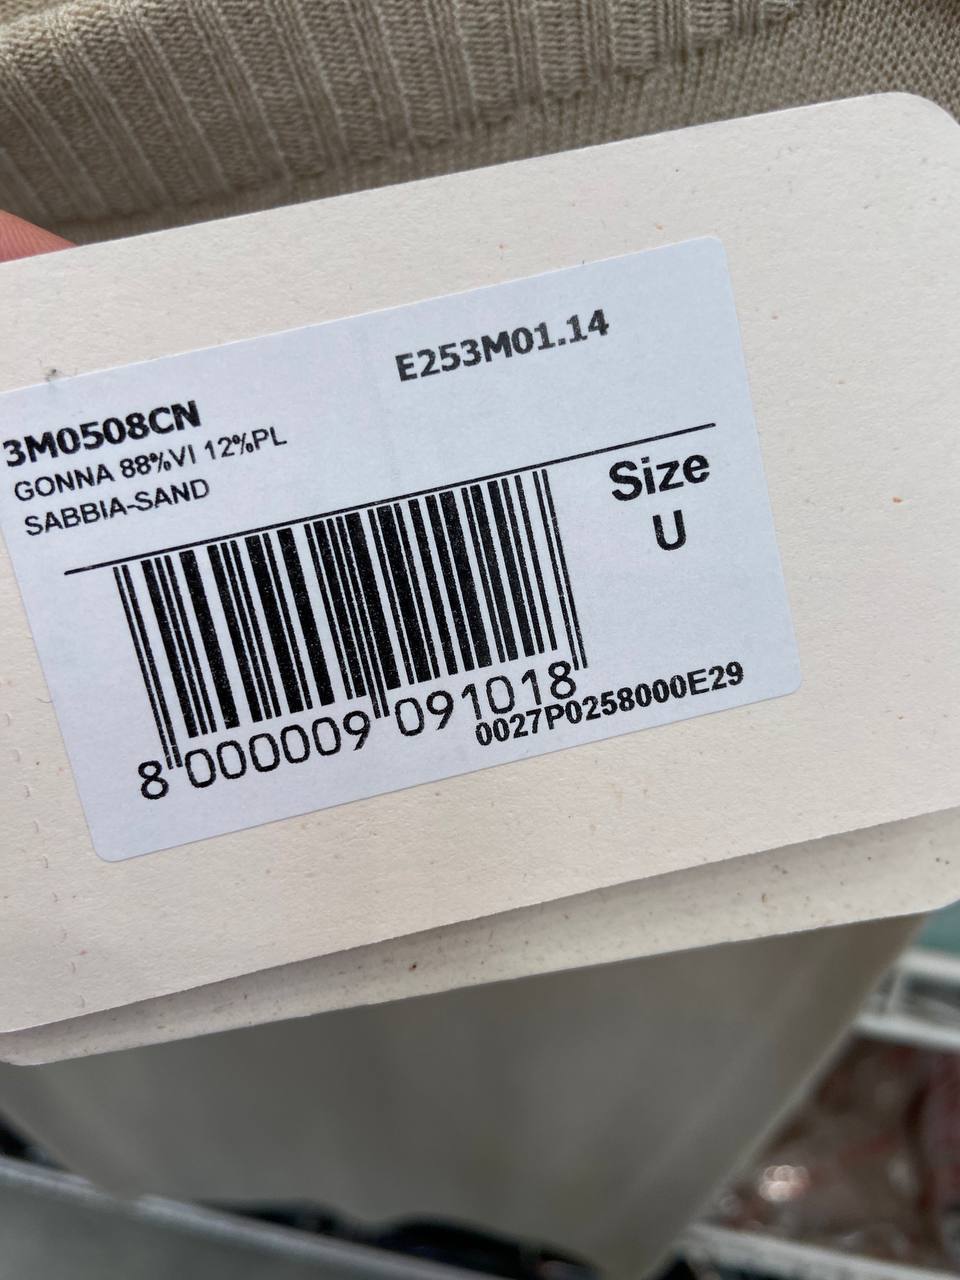 E253M01.14
3M0508CN
GONNA 88%VI 12%PL
SABBIA-SAND
Size
U
8 000009 091018
0027P0258000E29